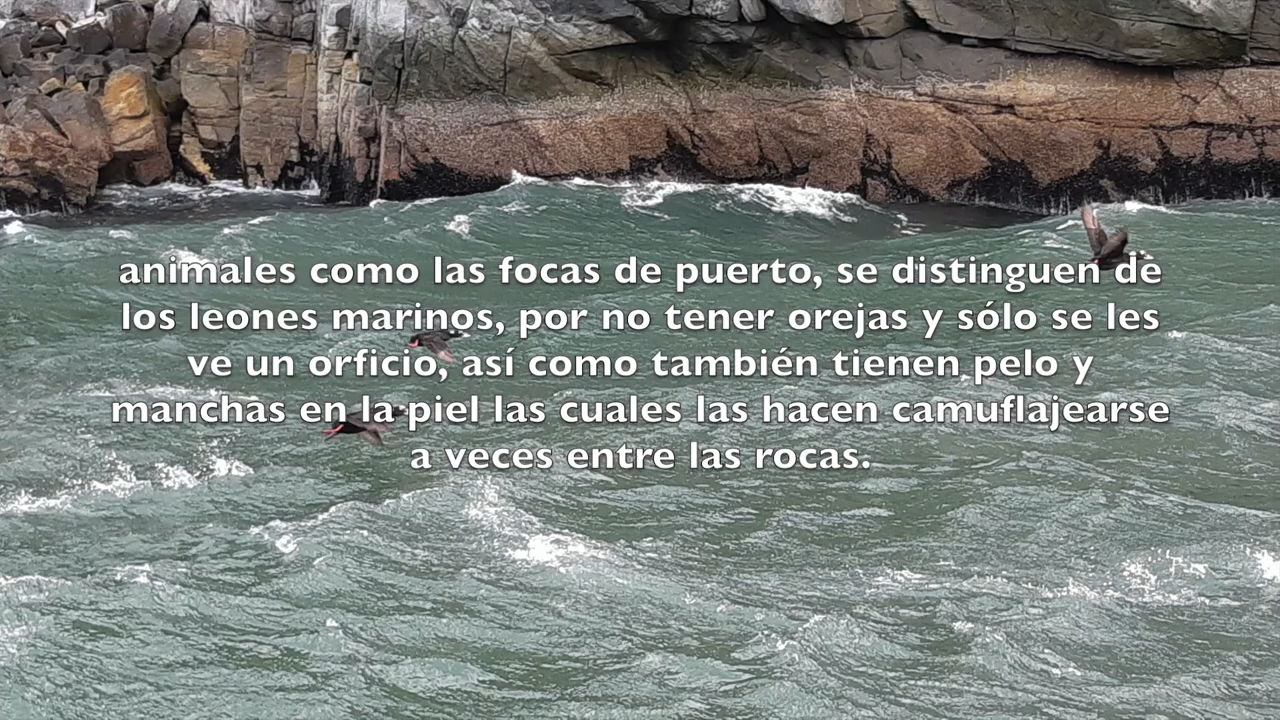 animales como las focas de puerto, se distinguen de
los leones marinos, por no tener orejas y sólo se les
ve un orficio, así como también tienen pelo y
manchas en la piel las cuales las hacen camuflajearse
a veces entre las rocas.